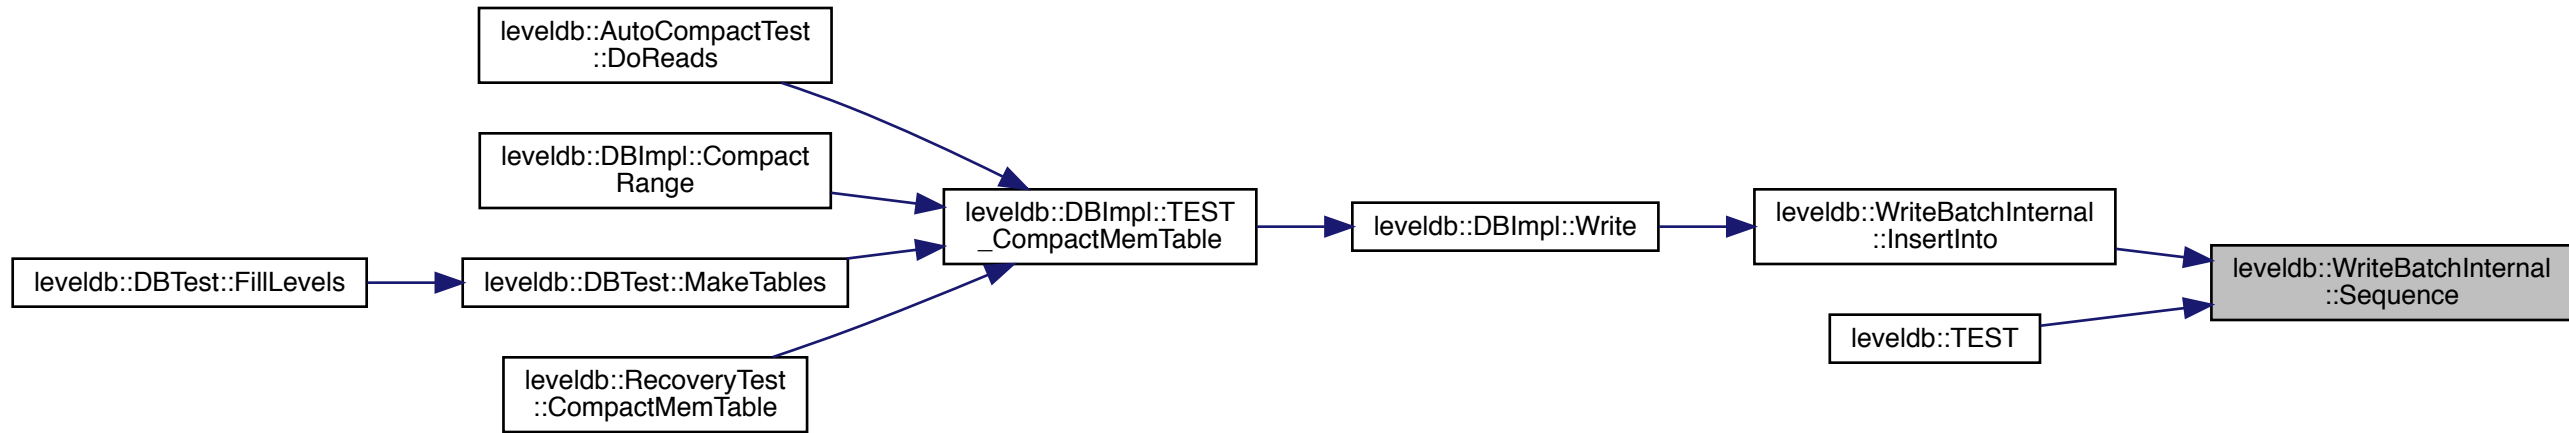 leveldb::AutoCompactTest
::DoReads
leveldb::DBImpl::Compact
Range
leveldb::DBTest::FillLevels
leveldb::DBTest::MakeTables
leveldb::RecoveryTest
::CompactMemTable
leveldb::DBImpl::TEST
_CompactMemTable
leveldb::DBImpl::Write
leveldb::WriteBatchInternal
::InsertInto
leveldb::TEST
leveldb::WriteBatchInternal
::Sequence